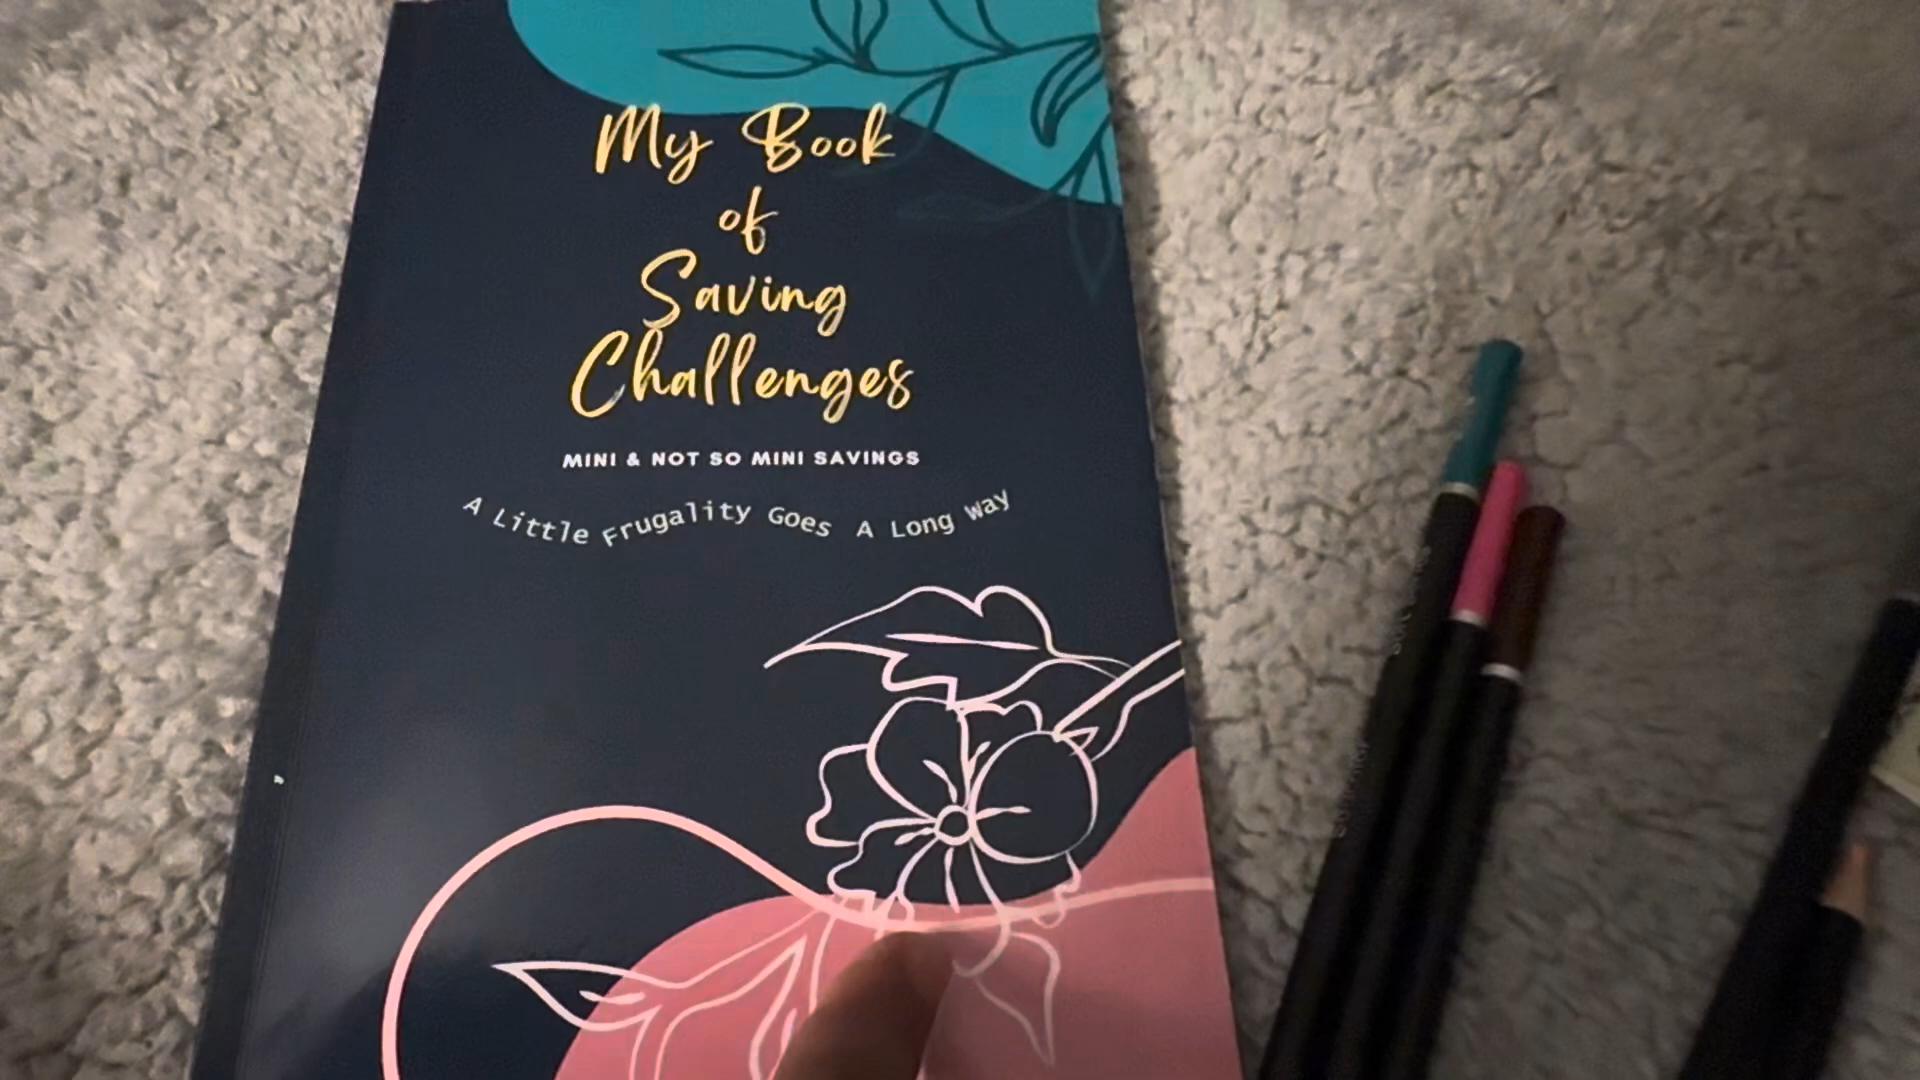 My Book
of
Saving
Challenges
MINI & NOT SO MINI SAVINGS
A Little Frugality Goes A Long Way